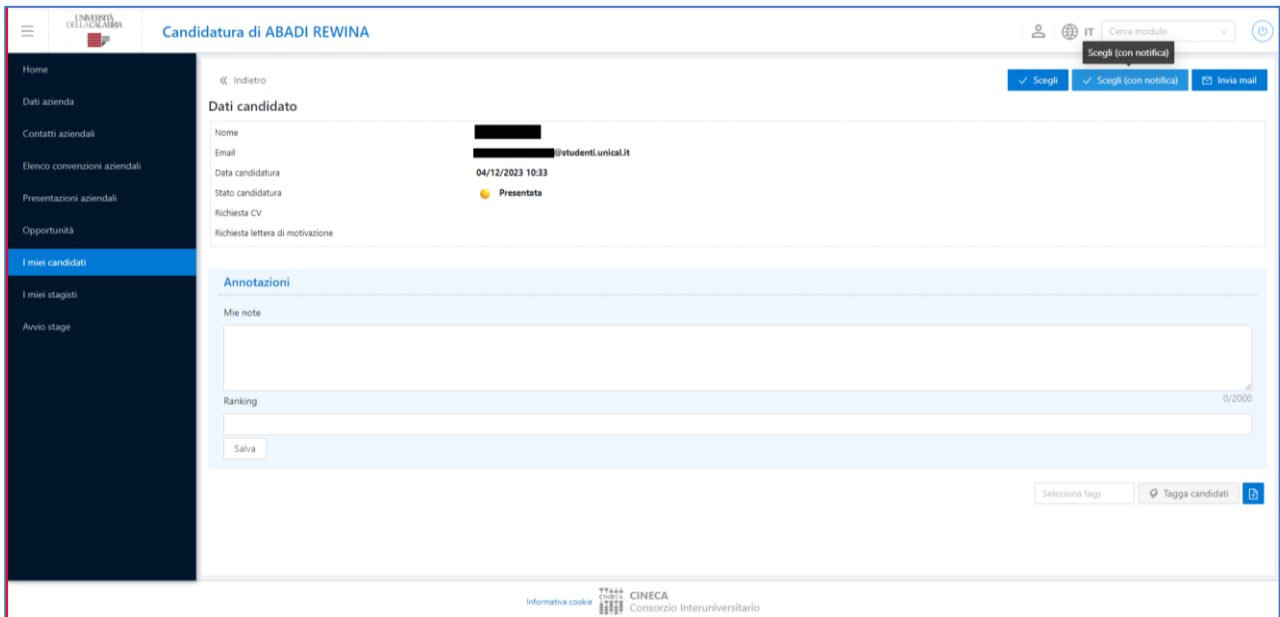 UNIVERSITÀ
DELLA CALABRIA
Candidatura di ABADI REWINA
IT
Cerca modulo
Scegli (con notifica)
Home
Dati azienda
Contatti aziendali
Elenco convenzioni aziendali
Presentazioni aziendali
Opportunità
I miei candidati
I miei stagisti
Avvio stage
Indietro
Scegli
Scegli (con notifica)
Invia mail
Dati candidato
Nome
Email @studenti.unical.it
Data candidatura 04/12/2023 10:33
Stato candidatura Presentata
Richiesta CV
Richiesta lettera di motivazione
Annotazioni
Mie note
0/2000
Ranking
Salva
Seleziona tags
Tagga candidati
Informativa cookie
CINECA
CINECA
Consorzio Interuniversitario